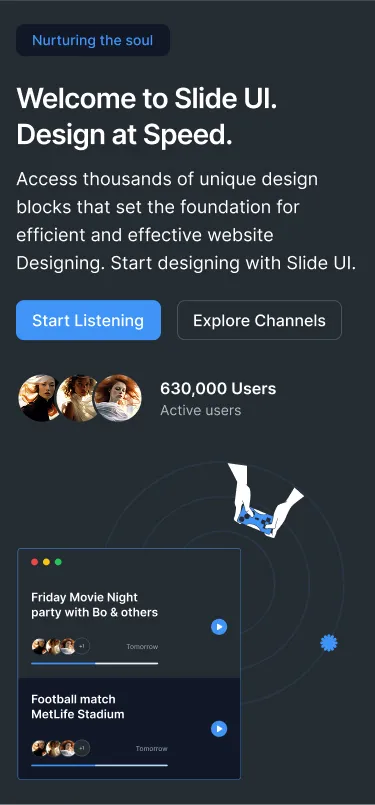 Nurturing the soul
Welcome to Slide UI.
Design at Speed.
Access thousands of unique design
blocks that set the foundation for
efficient and effective website
Designing. Start designing with Slide UI.
Start Listening
Explore Channels
630,000 Users
Active users
Friday Movie Night
party with Bo & others
+1
Tomorrow
Football match
MetLife Stadium
+1
Tomorrow